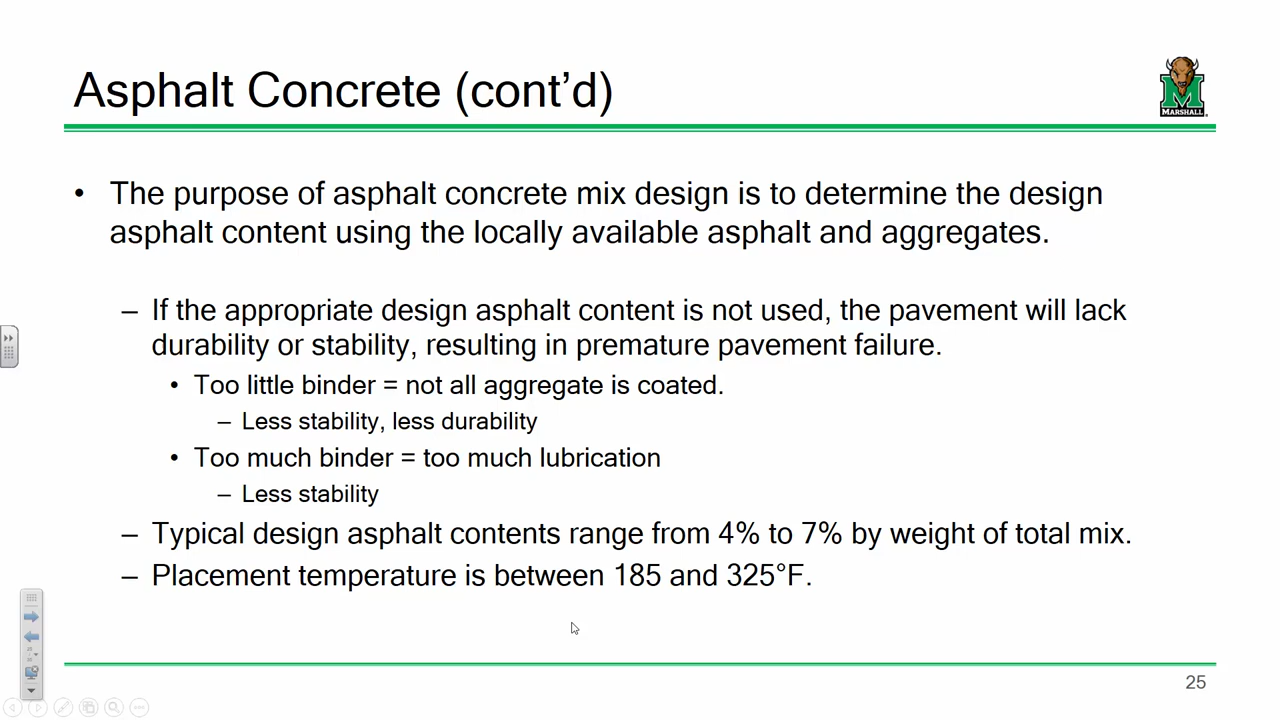 Asphalt Concrete (cont’d)
MARSHALL
• The purpose of asphalt concrete mix design is to determine the design
asphalt content using the locally available asphalt and aggregates.
– If the appropriate design asphalt content is not used, the pavement will lack
durability or stability, resulting in premature pavement failure.
• Too little binder = not all aggregate is coated.
– Less stability, less durability
• Too much binder = too much lubrication
– Less stability
– Typical design asphalt contents range from 4% to 7% by weight of total mix.
– Placement temperature is between 185 and 325°F.
25